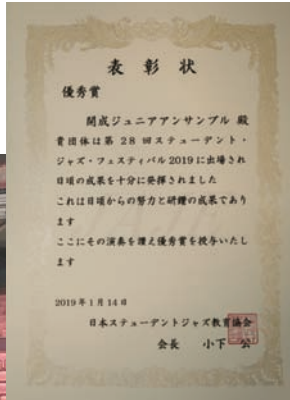 表彰状
優秀賞
開成ジュニアアンサンブル 殿
貴団体は第28回ステューデント・
ジャズ・フェスティバル2019に出場され
日頃の成果を十分に発揮されました
これは日頃からの努力と研鑽の成果であり
ます
ここにその演奏を讃え優秀賞を授与いたし
ます
2019年1月14日
日本ステューデントジャズ教育協会
会長 小下 公